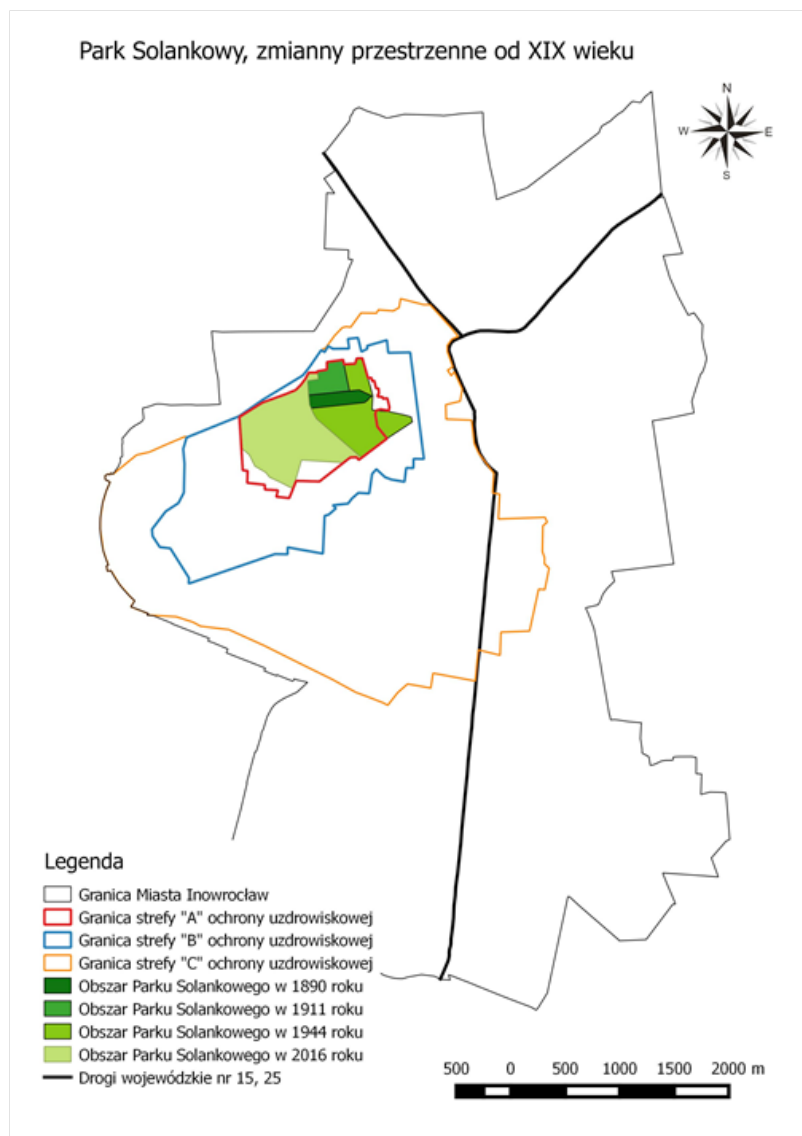 Park Solankowy, zmianny przestrzenne od XIX wieku
N
W E
S
Legenda
Granica Miasta Inowrocław
Granica strefy "A" ochrony uzdrowiskowej
Granica strefy "B" ochrony uzdrowiskowej
Granica strefy "C" ochrony uzdrowiskowej
Obszar Parku Solankowego w 1890 roku
Obszar Parku Solankowego w 1911 roku
Obszar Parku Solankowego w 1944 roku
Obszar Parku Solankowego w 2016 roku
Drogi wojewódzkie nr 15, 25
500 0 500 1000 1500 2000 m